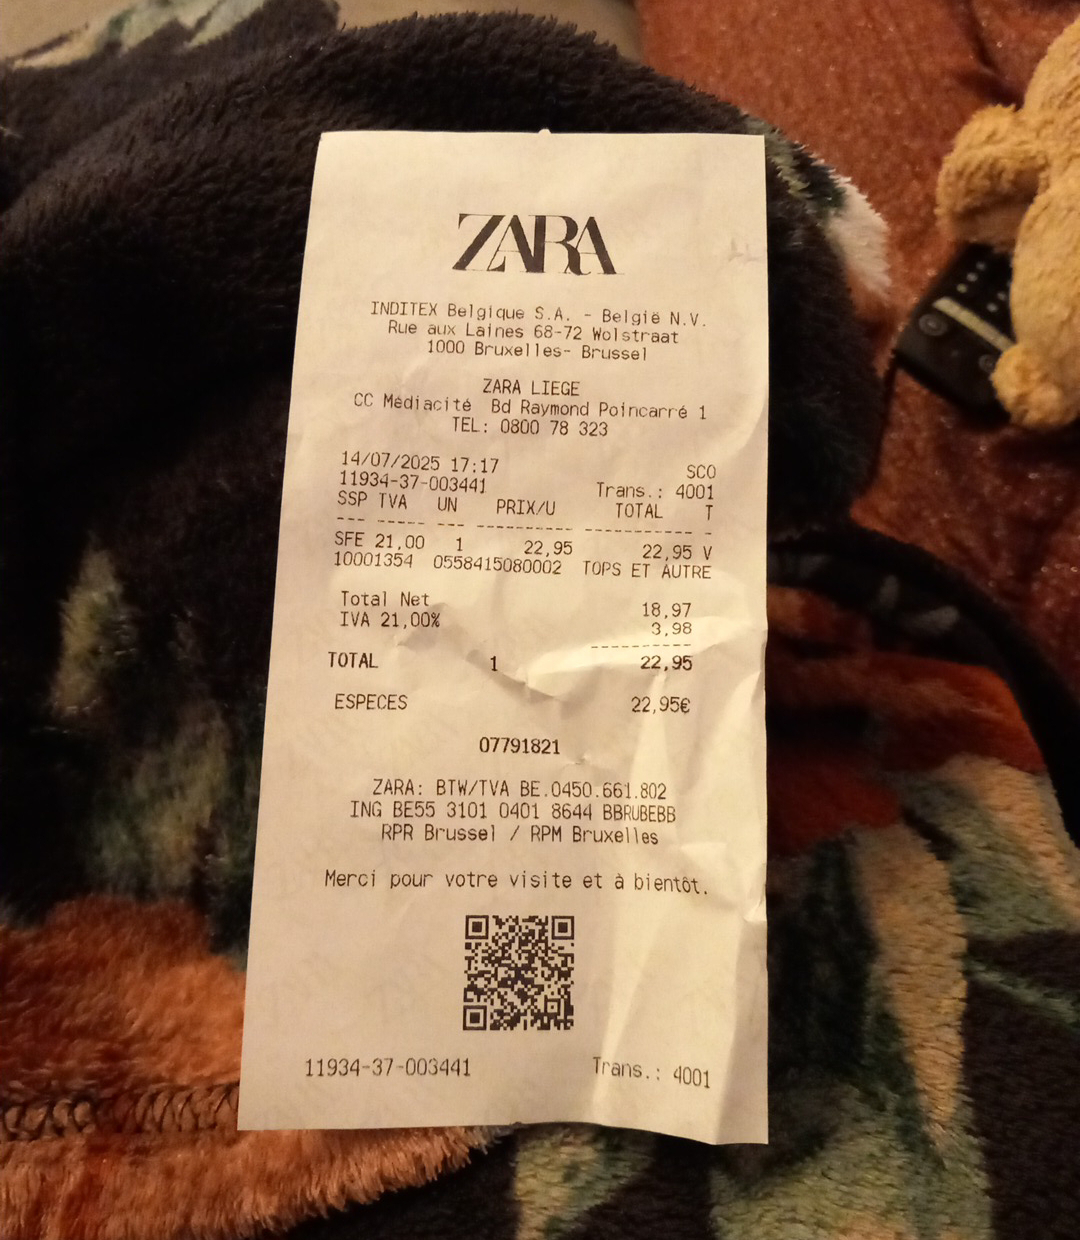 ZARA
INDITEX Belgique S.A. - België N.V.
Rue aux Laines 68-72 Wolstraat
1000 Bruxelles- Brussel
ZARA LIEGE
CC Médiacité Bd Raymond Poincarré 1
TEL: 0800 78 323
14/07/2025 17:17 SCO
11934-37-003441 Trans.: 4001
SSP TVA UN PRIX/U TOTAL T
--- ----- --- ---------- ----------- -
SFE 21,00 1 22,95 22,95 V
10001354 0558415080002 TOPS ET AUTRE
Total Net 18,97
IVA 21,00% 3,98
-----------
TOTAL 1 22,95
ESPECES 22,95€
07791821
ZARA: BTW/TVA BE.0450.661.802
ING BE55 3101 0401 8644 BBRUBEBB
RPR Brussel / RPM Bruxelles
Merci pour votre visite et à bientôt.
11934-37-003441 Trans.: 4001